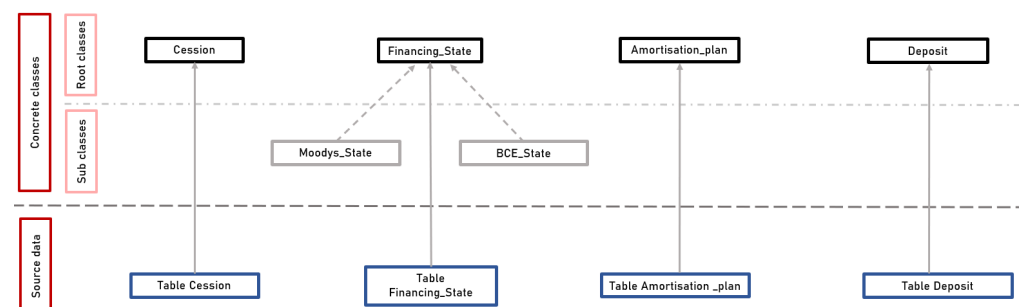 Concrete classes
Root classes
Cession
Financing_State
Amortisation_plan
Deposit
Sub classes
Moodys_State
BCE_State
Source data
Table Cession
Table
Financing_State
Table Amortisation _plan
Table Deposit